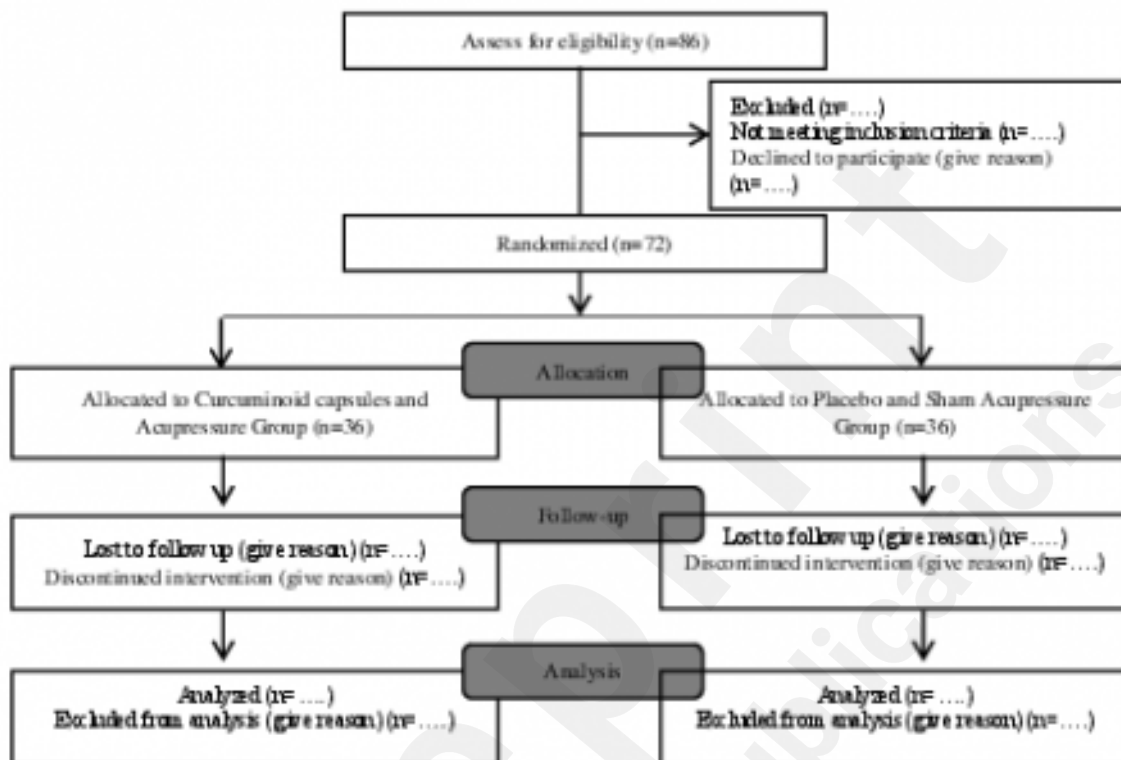 Assess for eligibility (n=86)
Excluded (n=….)
Not meeting inclusion criteria (n=….)
Declined to participate (give reason)
(n=….)
Randomized (n=72)
Allocation
Allocated to Curcuminoid capsules and
Acupressure Group (n=36)
Allocated to Placebo and Sham Acupressure
Group (n=36)
Follow-up
Lost to follow up (give reason) (n=….)
Discontinued intervention (give reason) (n=….)
Lost to follow up (give reason) (n=….)
Discontinued intervention (give reason) (n=….)
Analysis
Analyzed (n=….)
Excluded from analysis (give reason) (n=….)
Analyzed (n=….)
Excluded from analysis (give reason) (n=….)